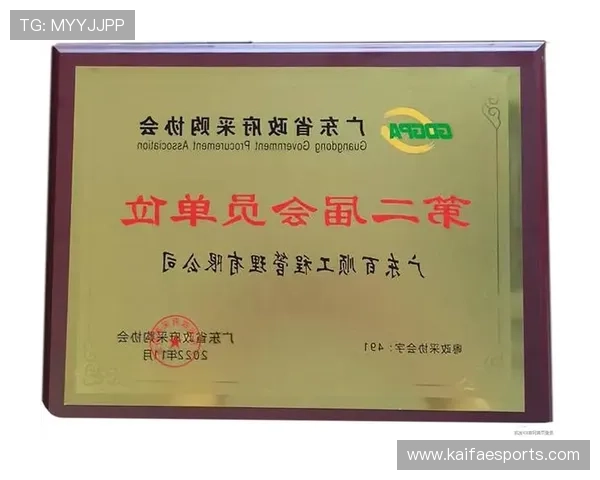 TG: MYYJJPP
GDGPA
广东省政府采购协会
Guangdong Government Procurement Association
第二届会员单位
广东百顺工程管理有限公司
粤政采协会字：491
广东省政府采购协会
2022年11月
www.kaifaesports.com